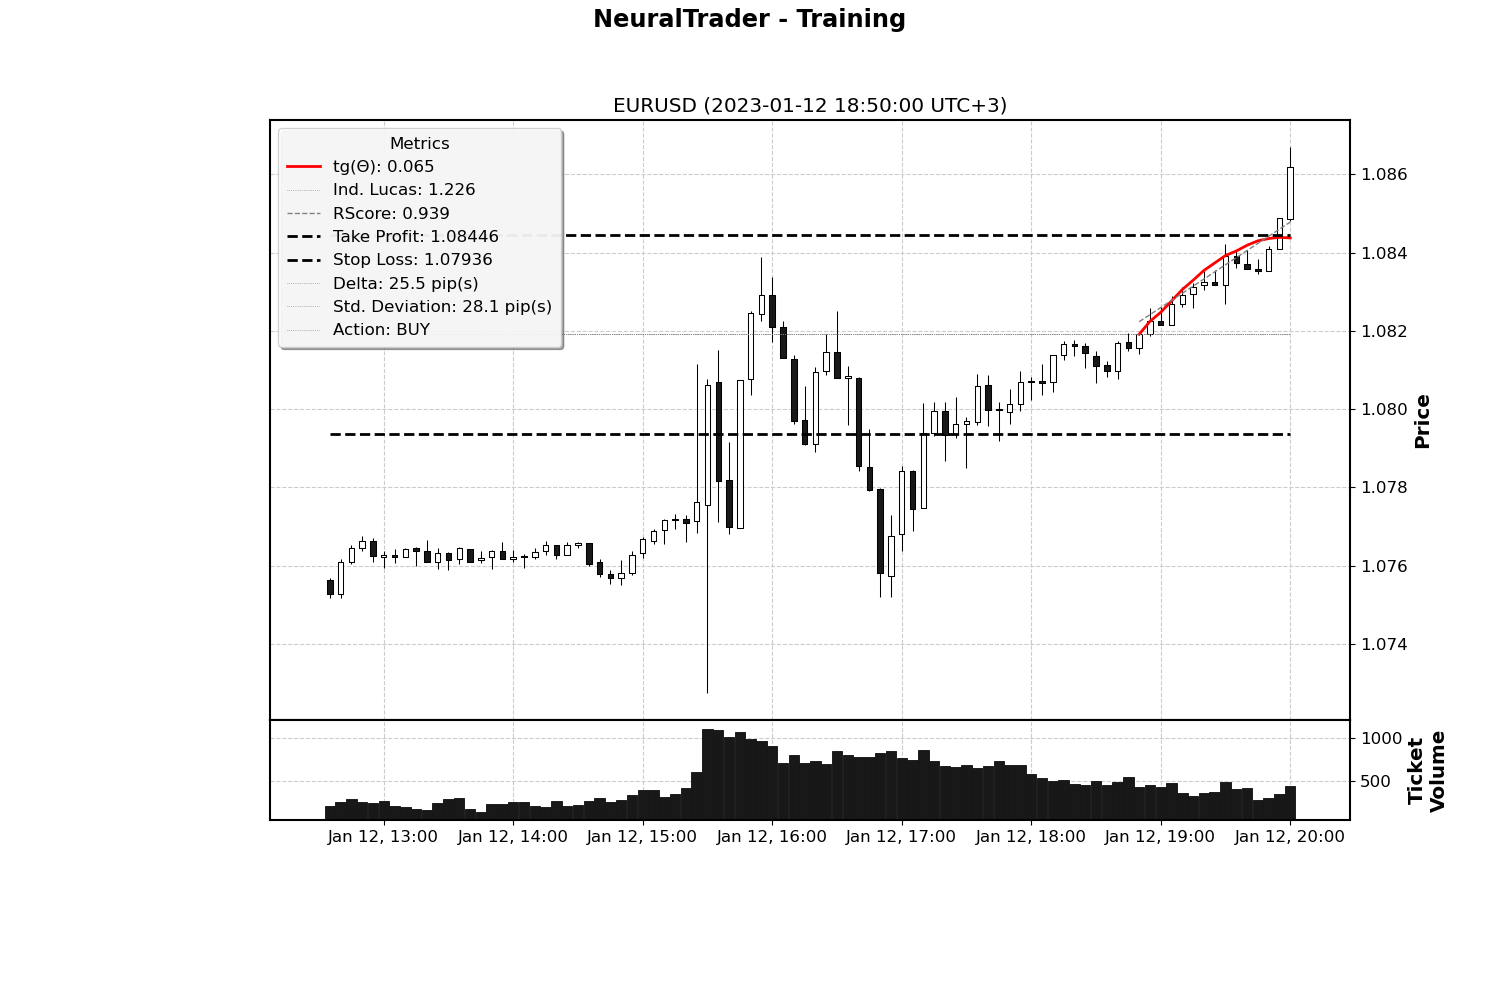 NeuralTrader - Training
EURUSD (2023-01-12 18:50:00 UTC+3)
Metrics
tg(Θ): 0.065
Ind. Lucas: 1.226
RScore: 0.939
Take Profit: 1.08446
Stop Loss: 1.07936
Delta: 25.5 pip(s)
Std. Deviation: 28.1 pip(s)
Action: BUY
1.086
1.084
1.082
1.080
1.078
1.076
1.074
Price
1000
500
Ticket
Volume
Jan 12, 13:00
Jan 12, 14:00
Jan 12, 15:00
Jan 12, 16:00
Jan 12, 17:00
Jan 12, 18:00
Jan 12, 19:00
Jan 12, 20:00